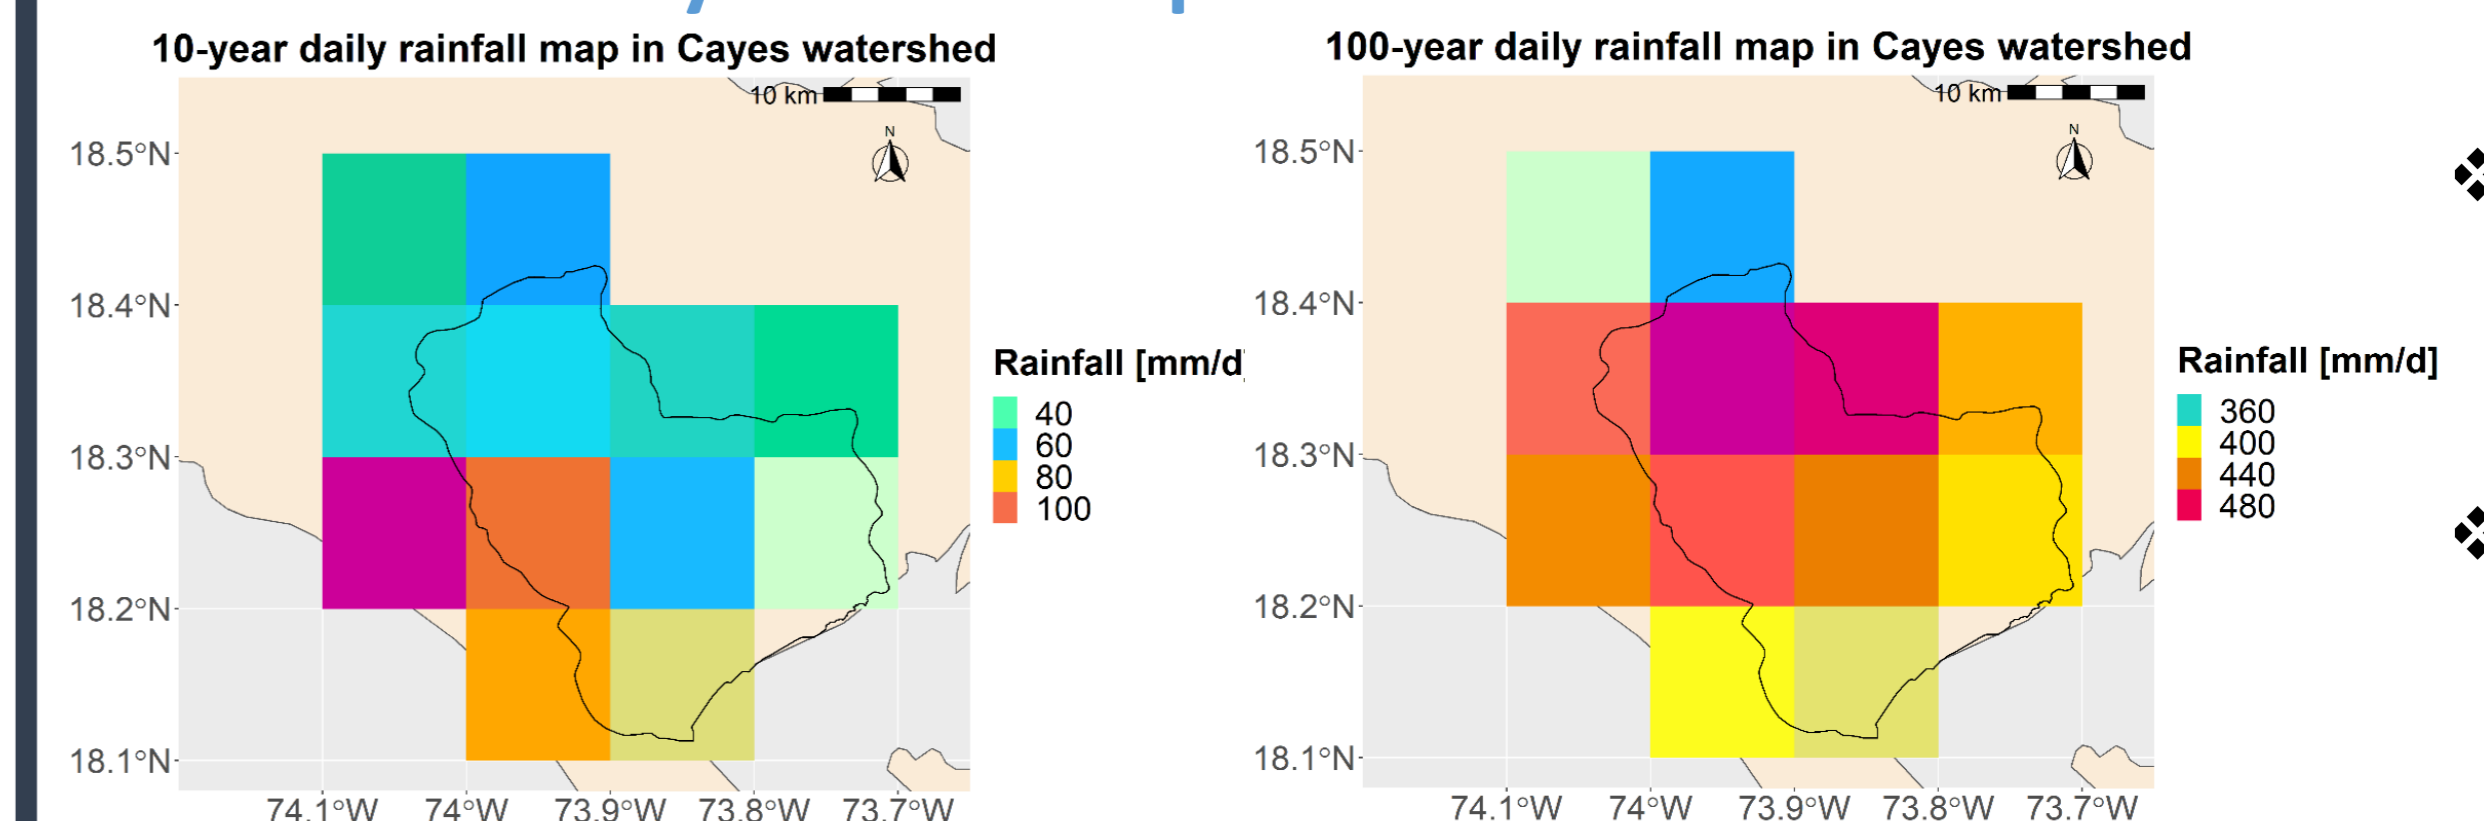 10-year daily rainfall map in Cayes watershed
10 km
N
18.5°N
18.4°N
18.3°N
18.2°N
18.1°N
74.1°W
74°W
73.9°W
73.8°W
73.7°W
Rainfall [mm/d]
40
60
80
100
100-year daily rainfall map in Cayes watershed
10 km
N
18.5°N
18.4°N
18.3°N
18.2°N
18.1°N
74.1°W
74°W
73.9°W
73.8°W
73.7°W
Rainfall [mm/d]
360
400
440
480